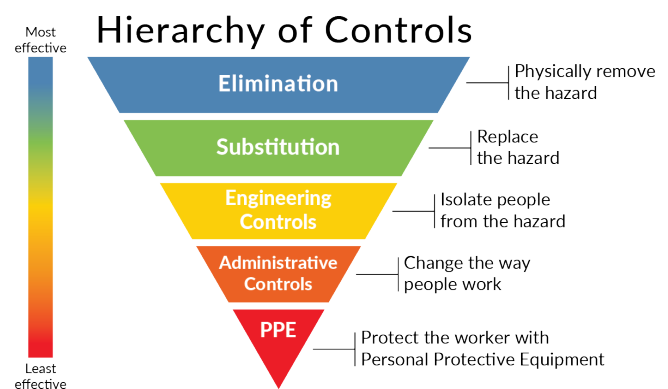 Hierarchy of Controls
Most
effective
Elimination
Physically remove
the hazard
Substitution
Replace
the hazard
Engineering
Controls
Isolate people
from the hazard
Administrative
Controls
Change the way
people work
PPE
Protect the worker with
Personal Protective Equipment
Least
effective